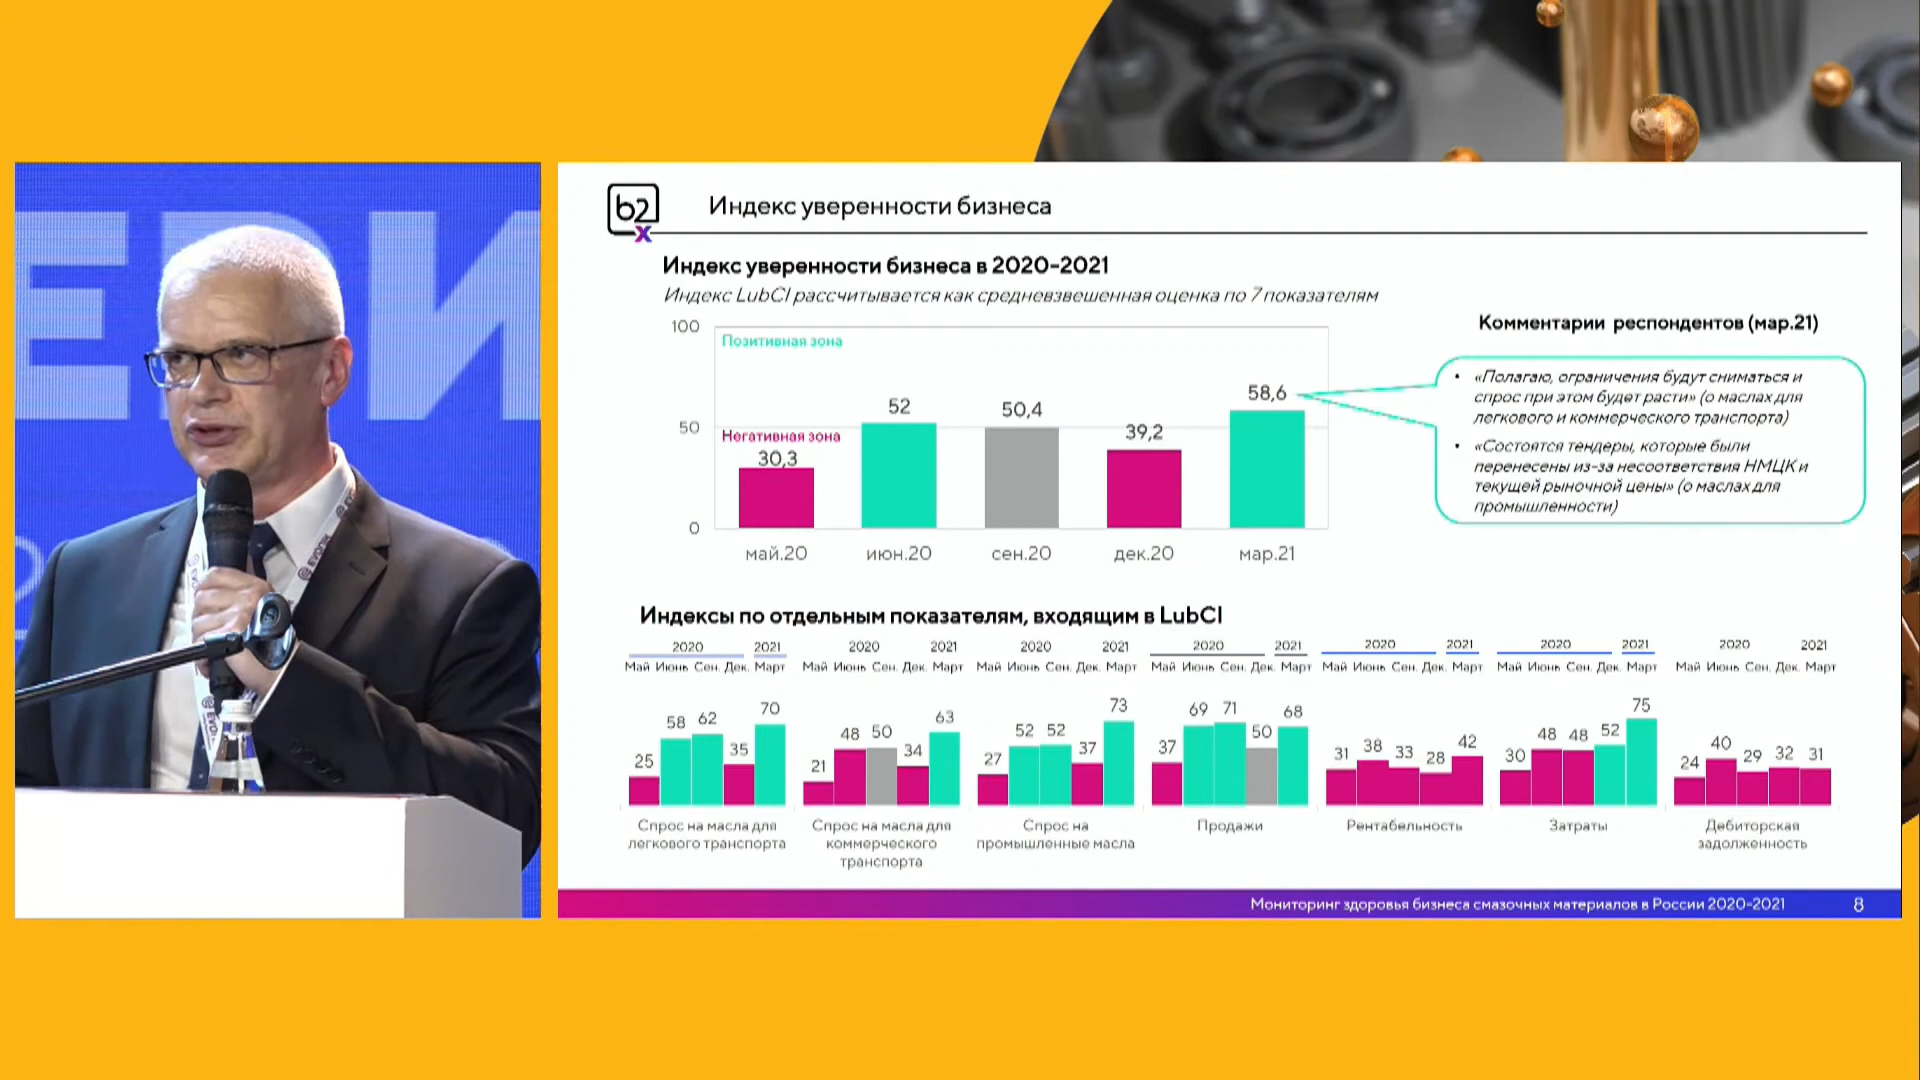 ЕРИ
b2
x
Индекс уверенности бизнеса
Индекс уверенности бизнеса в 2020-2021
Индекс LubCI рассчитывается как средневзвешенная оценка по 7 показателям
100
50
0
Позитивная зона
Негативная зона
30,3
52
50,4
39,2
58,6
май.20
июн.20
сен.20
дек.20
мар.21
Комментарии респондентов (мар.21)
• «Полагаю, ограничения будут сниматься и
спрос при этом будет расти» (о маслах для
легкового и коммерческого транспорта)
• «Состоятся тендеры, которые были
перенесены из-за несоответствия НМЦК и
текущей рыночной цены» (о маслах для
промышленности)
Индексы по отдельным показателям, входящим в LubCI
2020 2021
Май Июнь Сен. Дек. Март
25 58 62 35 70
Спрос на масла для
легкового транспорта
2020 2021
Май Июнь Сен. Дек. Март
21 48 50 34 63
Спрос на масла для
коммерческого
транспорта
2020 2021
Май Июнь Сен. Дек. Март
27 52 52 37 73
Спрос на
промышленные масла
2020 2021
Май Июнь Сен. Дек. Март
37 69 71 50 68
Продажи
2020 2021
Май Июнь Сен. Дек. Март
31 38 33 28 42
Рентабельность
2020 2021
Май Июнь Сен. Дек. Март
30 48 48 52 75
Затраты
2020 2021
Май Июнь Сен. Дек. Март
24 40 29 32 31
Дебиторская
задолженность
Мониторинг здоровья бизнеса смазочных материалов в России 2020-2021
8